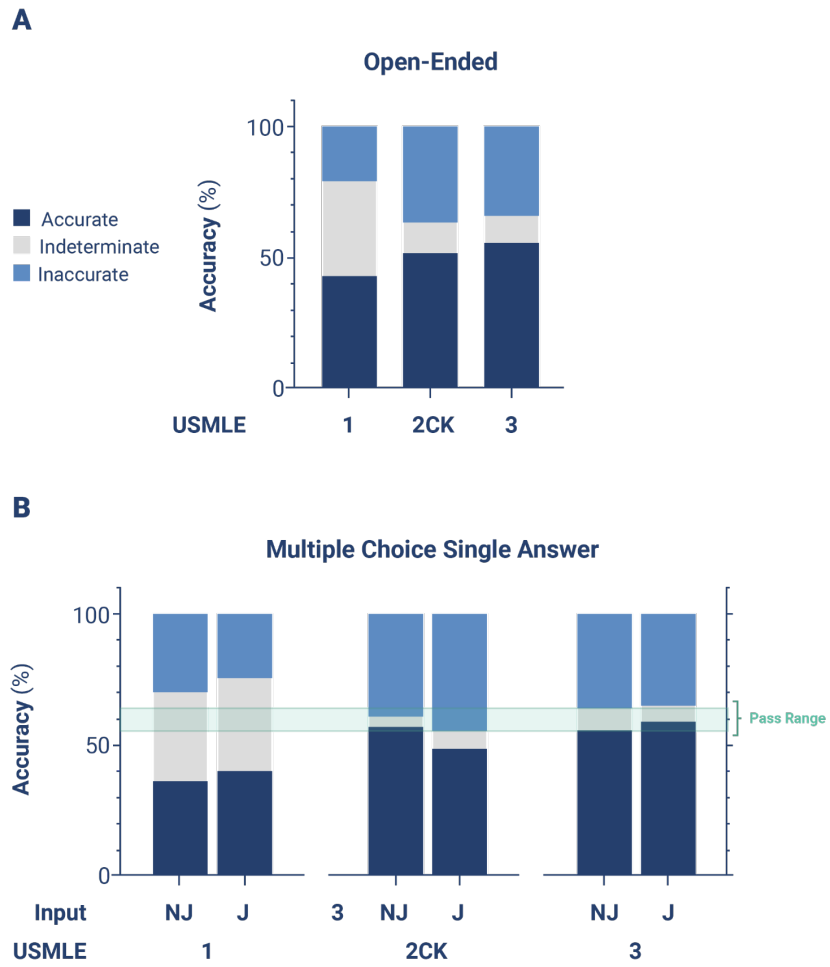 A
Open-Ended
Accurate
Indeterminate
Inaccurate
Accuracy (%)
100
50
0
USMLE 1 2CK 3
B
Multiple Choice Single Answer
Accuracy (%)
100
50
0
Pass Range
Input NJ J 3 NJ J NJ J
USMLE 1 2CK 3